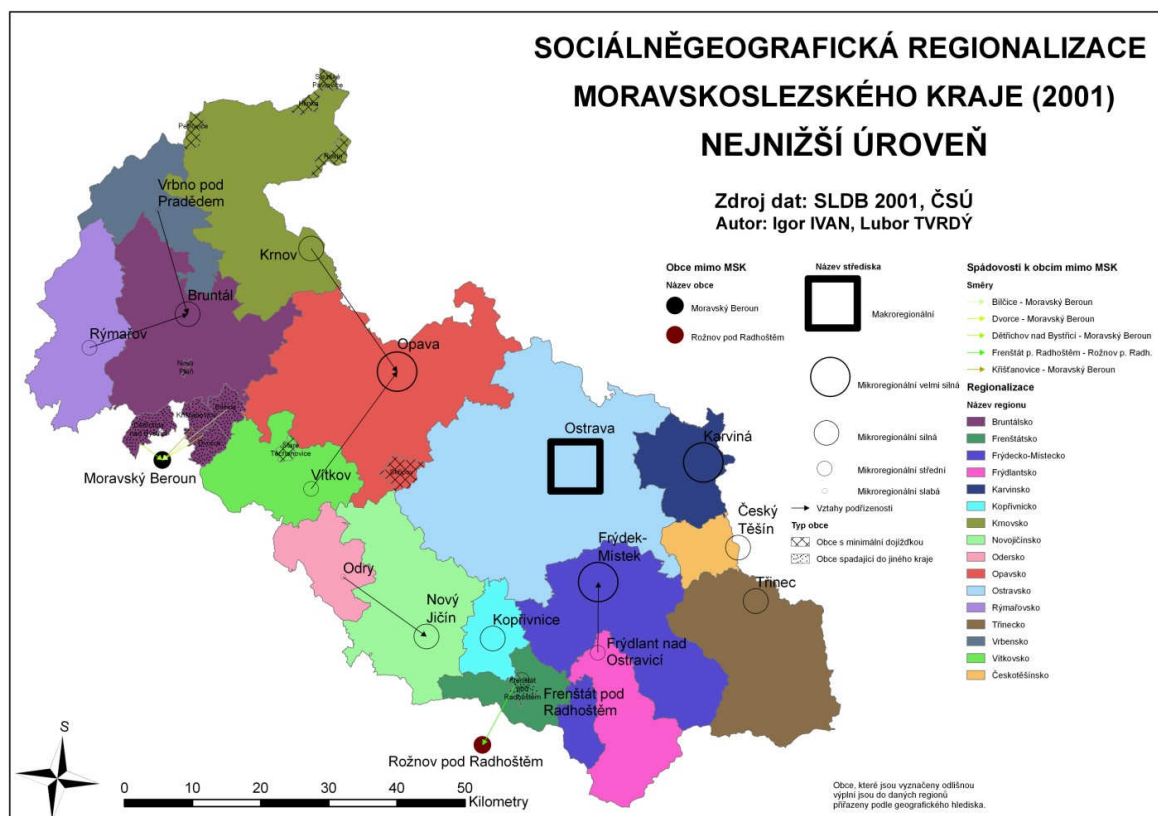 SOCIÁLNĚGEOGRAFICKÁ REGIONALIZACE
MORAVSKOSLEZSKÉHO KRAJE (2001)
NEJNIŽŠÍ ÚROVEŇ
Zdroj dat: SLDB 2001, ČSÚ
Autor: Igor IVAN, Lubor TVRDÝ
Obce mimo MSK
Název obce
Moravský Beroun
Rožnov pod Radhoštěm
Název střediska
Makroregionální
Mikroregionální velmi silná
Mikroregionální silná
Mikroregionální střední
Mikroregionální slabá
Vztahy podřízenosti
Typ obce
Obce s minimální dojížďkou
Obce spadající do jiného kraje
Spádovosti k obcím mimo MSK
Směry
Bílčice - Moravský Beroun
Dvorce - Moravský Beroun
Dětřichov nad Bystřicí - Moravský Beroun
Frenštát p. Radhoštěm - Rožnov p. Radh.
Křišťanovice - Moravský Beroun
Regionalizace
Název regionu
Bruntálsko
Frenštátsko
Frýdecko-Místecko
Frýdlantsko
Karvinsko
Kopřivnicko
Krnovsko
Novojičínsko
Odersko
Opavsko
Ostravsko
Rýmařovsko
Třinecko
Vrbensko
Vítkovsko
Českotěšínsko
Vrbno pod
Pradědem
Krnov
Bruntál
Rýmařov
Nová
Pláň
Opava
Ostrava
Karviná
Moravský Beroun
Staré
Těchanovice
Vítkov
Český
Těšín
Frýdek-
Místek
Třinec
Odry
Nový
Jičín
Kopřivnice
Frýdlant nad
Ostravicí
Frenštát
pod
Radhoštěm
Frenštát pod
Radhoštěm
Rožnov pod Radhoštěm
S
0 10 20 30 40 50
Kilometry
Obce, které jsou vyznačeny odlišnou
výplní jsou do daných regionů
přiřazeny podle geografického hlediska.